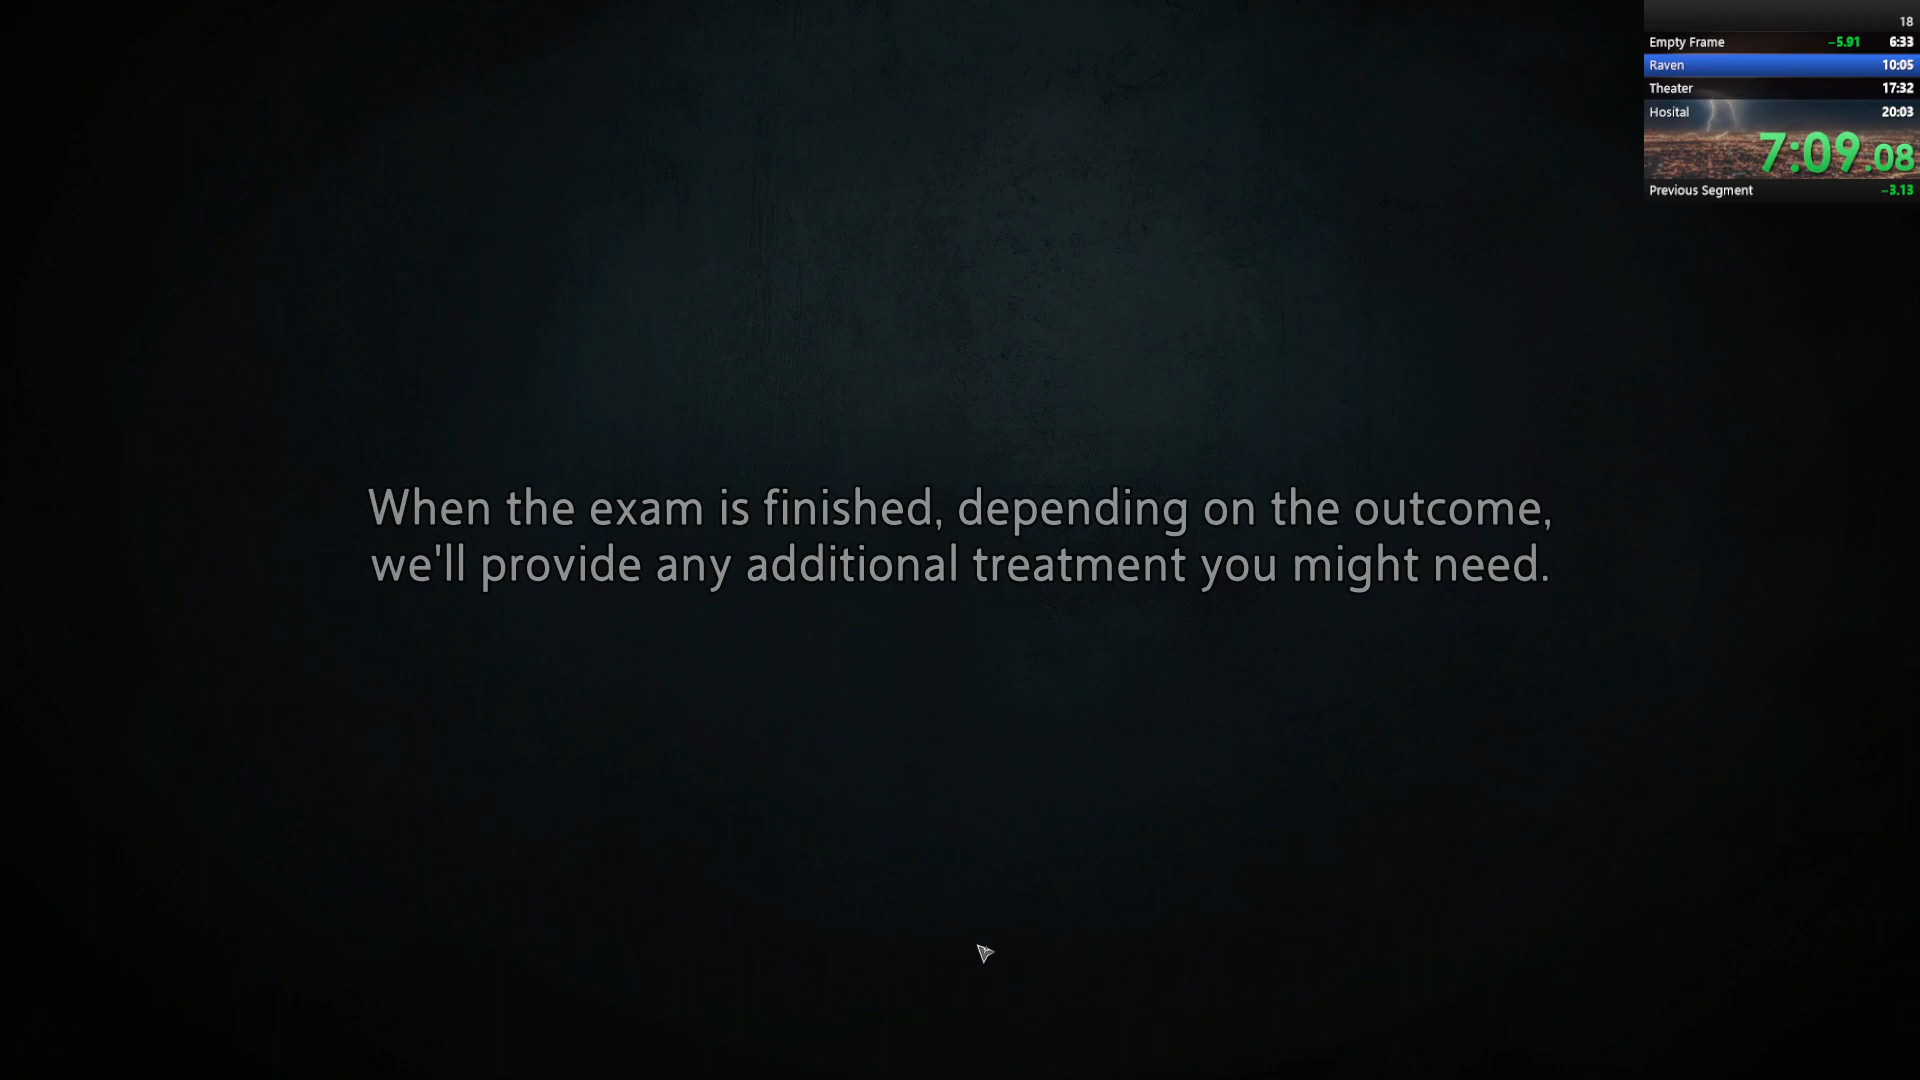 18
Empty Frame −5.91 6:33
Raven 10:05
Theater 17:32
Hosital 20:03
7:09.08
Previous Segment −3.13
When the exam is finished, depending on the outcome,
we'll provide any additional treatment you might need.